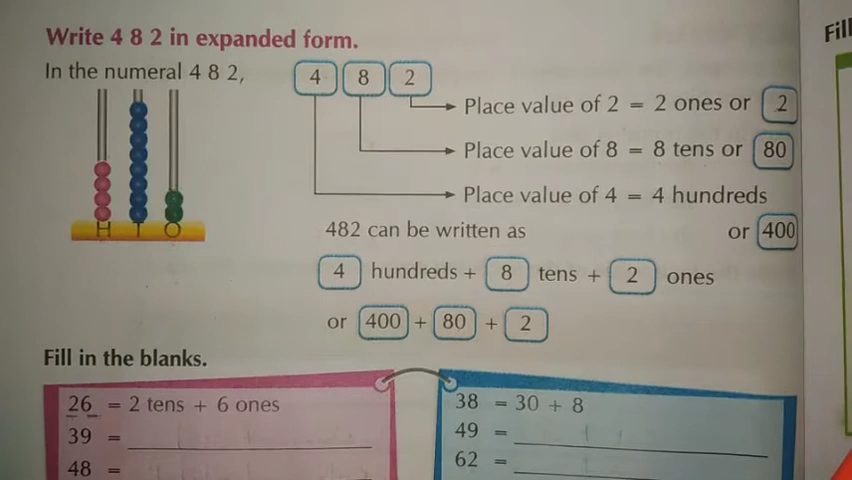 Write 4 8 2 in expanded form.
In the numeral 4 8 2,
4 8 2
Place value of 2 = 2 ones or 2
Place value of 8 = 8 tens or 80
Place value of 4 = 4 hundreds
or 400
H T O
482 can be written as
4 hundreds + 8 tens + 2 ones
or 400 + 80 + 2
Fill in the blanks.
26 = 2 tens + 6 ones
39 =
48 =
38 = 30 + 8
49 =
62 =
Fill